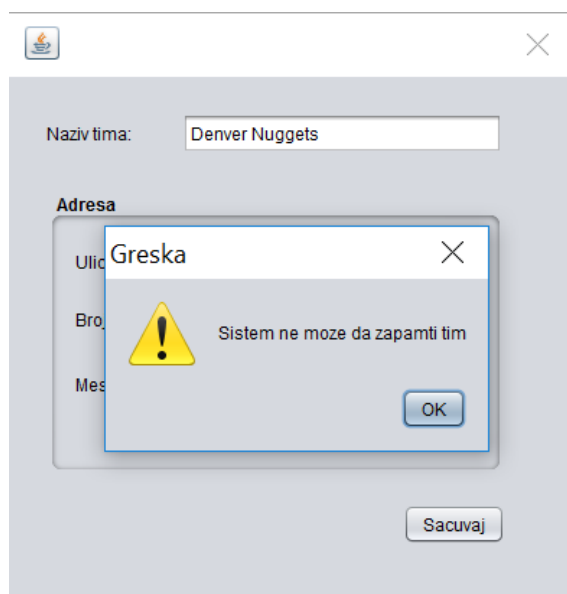 Naziv tima: Denver Nuggets
Adresa
Greska
Sistem ne moze da zapamti tim
OK
Sacuvaj